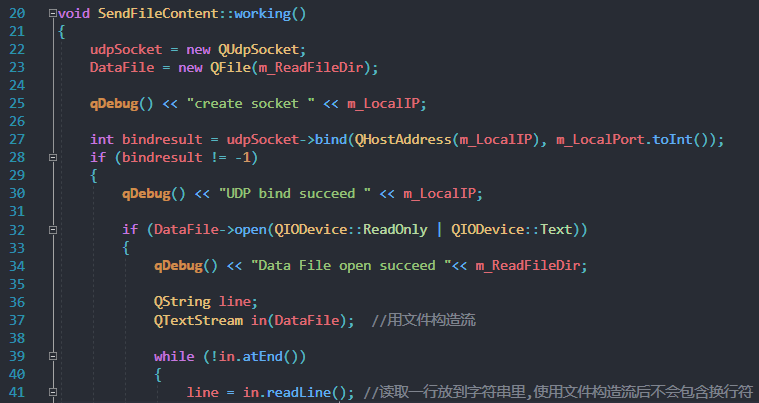 20 void SendFileContent::working()
21 {
22 udpSocket = new QUdpSocket;
23 DataFile = new QFile(m_ReadFileDir);
24
25 qDebug() << "create socket " << m_LocalIP;
26
27 int bindresult = udpSocket->bind(QHostAddress(m_LocalIP), m_LocalPort.toInt());
28 if (bindresult != -1)
29 {
30 qDebug() << "UDP bind succeed " << m_LocalIP;
31
32 if (DataFile->open(QIODevice::ReadOnly | QIODevice::Text))
33 {
34 qDebug() << "Data File open succeed "<< m_ReadFileDir;
35
36 QString line;
37 QTextStream in(DataFile); //用文件构造流
38
39 while (!in.atEnd())
40 {
41 line = in.readLine(); //读取一行放到字符串里,使用文件构造流后不会包含换行符